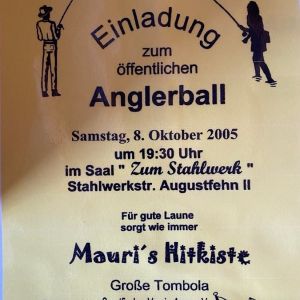 Einladung
zum
öffentlichen
Anglerball
Samstag, 8. Oktober 2005
um 19:30 Uhr
im Saal " Zum Stahlwerk "
Stahlwerkstr. Augustfehn II
Für gute Laune
sorgt wie immer
Mauri´s Hitkiste
Große Tombola